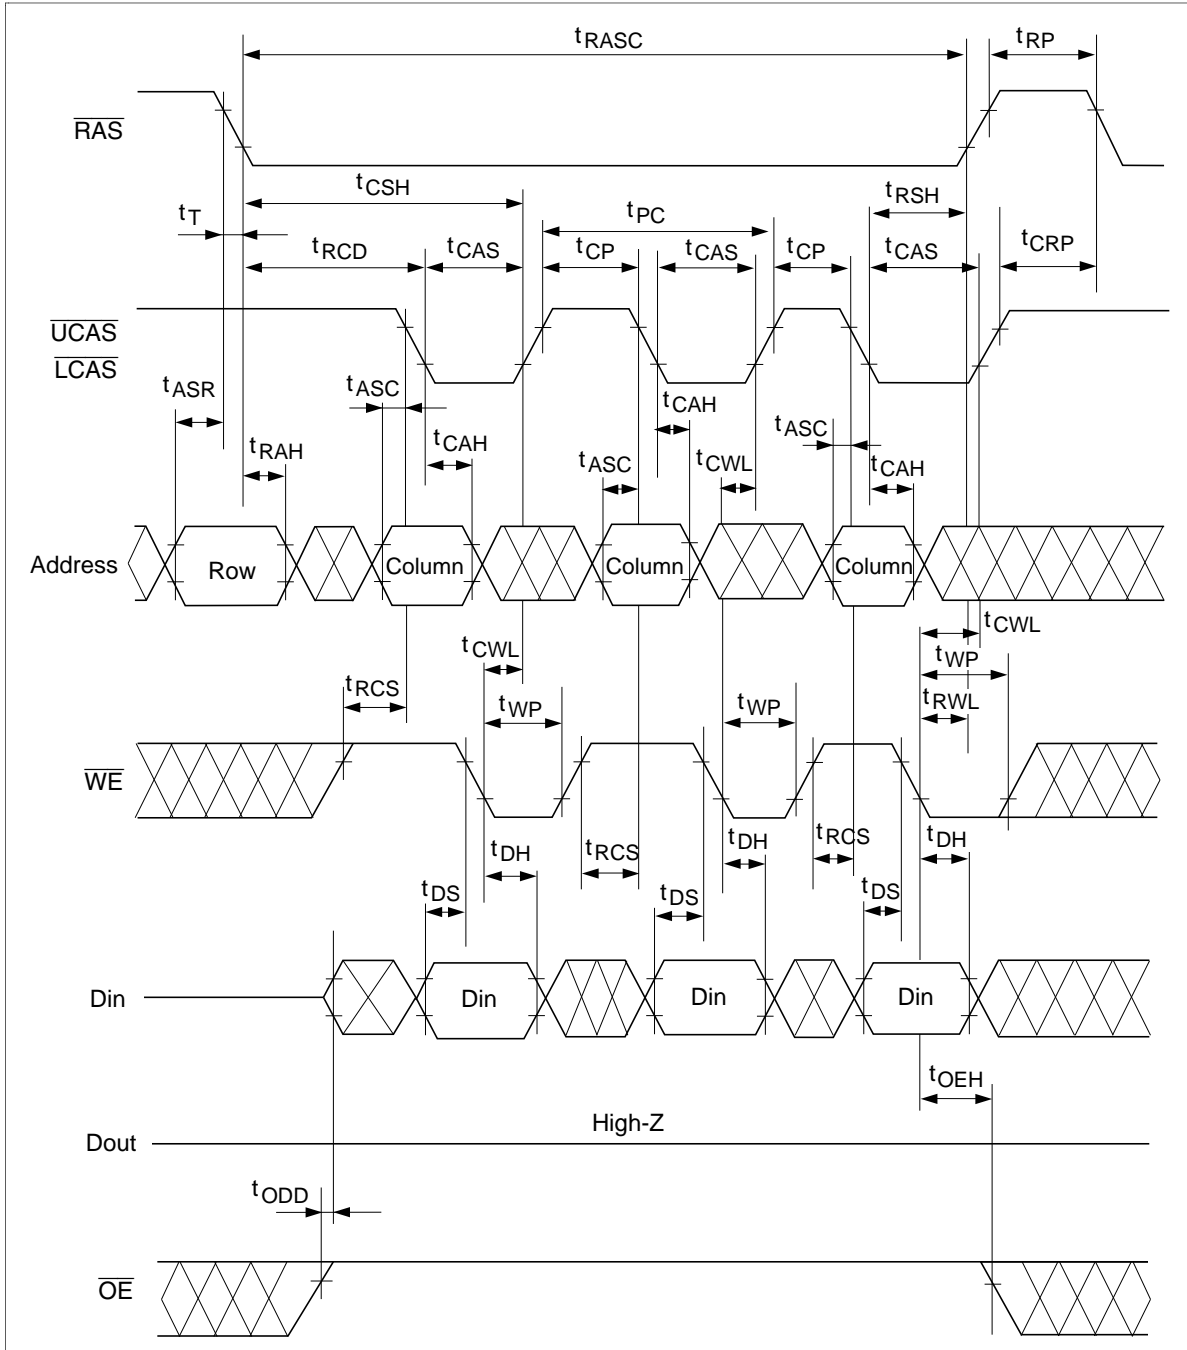 tRASC
tRP
RAS
tCSH
tRSH
tT
tPC
tRCD
tCAS
tCP
tCAS
tCP
tCAS
tCRP
UCAS
LCAS
tASR
tASC
tCAH
tASC
tRAH
tCAH
tASC
tCWL
tCAH
Address
Row
Column
Column
Column
tCWL
tCWL
tWP
tRCS
tWP
tWP
tRWL
WE
tDH
tRCS
tDH
tRCS
tDH
tDS
tDS
tDS
Din
Din
Din
Din
tOEH
High-Z
Dout
tODD
OE